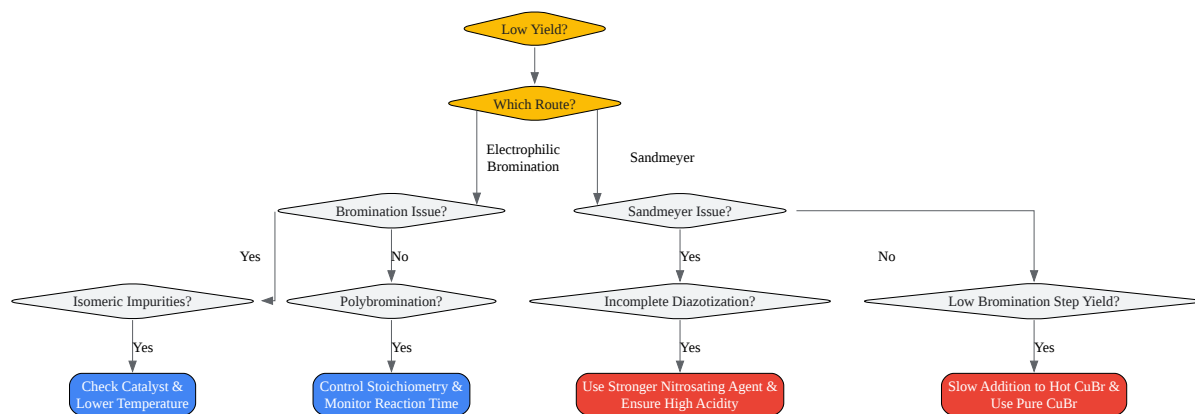 Low Yield?
Which Route?
Electrophilic
Bromination
Sandmeyer
Bromination Issue?
Sandmeyer Issue?
Yes
No
Yes
No
Isomeric Impurities?
Polybromination?
Incomplete Diazotization?
Low Bromination Step Yield?
Yes
Yes
Yes
Yes
Check Catalyst &
Lower Temperature
Control Stoichiometry &
Monitor Reaction Time
Use Stronger Nitrosating Agent &
Ensure High Acidity
Slow Addition to Hot CuBr &
Use Pure CuBr